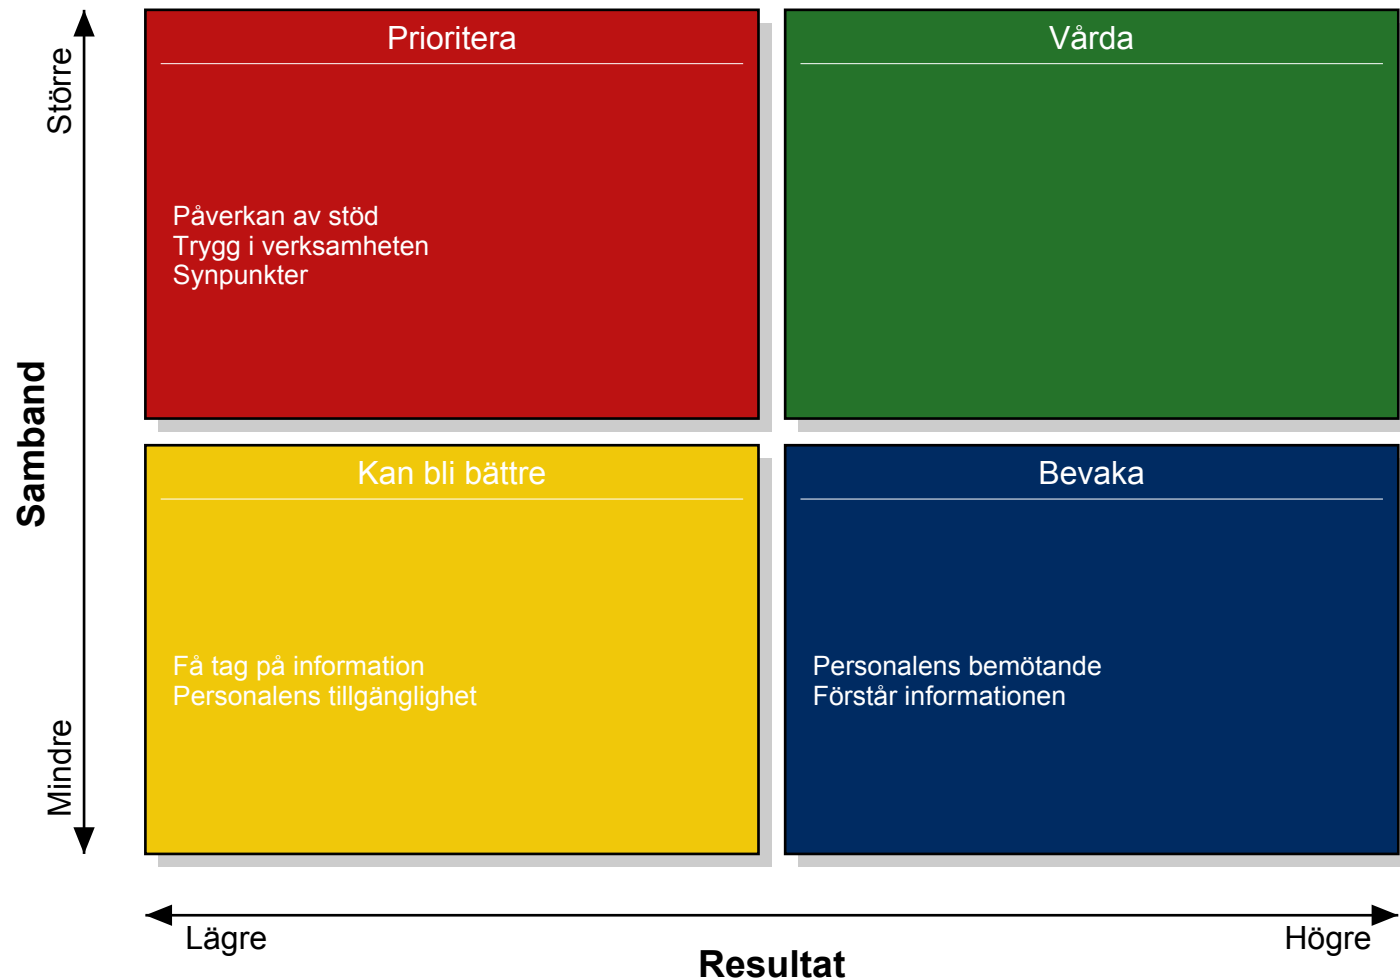 Större
Samband
Mindre
Prioritera
Påverkan av stöd
Trygg i verksamheten
Synpunkter
Vårda
Kan bli bättre
Få tag på information
Personalens tillgänglighet
Bevaka
Personalens bemötande
Förstår informationen
Lägre
Resultat
Högre